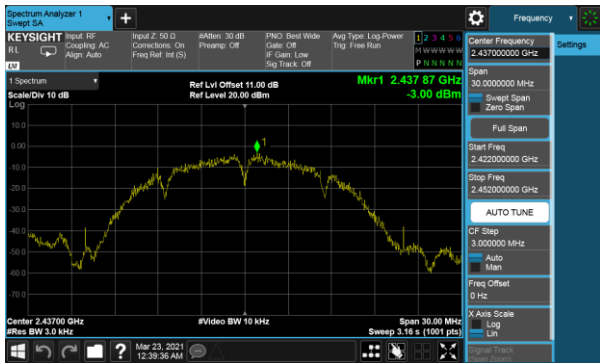 Spectrum Analyzer 1
Swept SA
Frequency
KEYSIGHT
Input: RF
Input Z: 50 Ω
#Atten: 30 dB
PNO: Best Wide
Avg Type: Log-Power
1 2 3 4 5 6
RL
Coupling: AC
Corrections: On
Preamp: Off
Gate: Off
Trig: Free Run
M W W W W W
Align: Auto
Freq Ref: Int (S)
IF Gain: Low
P N N N N N
Sig Track: Off
LXI
1 Spectrum
Scale/Div 10 dB
Ref Lvl Offset 11.00 dB
Ref Level 20.00 dBm
Mkr1 2.437 87 GHz
-3.00 dBm
Log
10.0
0.00
-10.0
-20.0
-30.0
-40.0
-50.0
-60.0
-70.0
1
Center 2.43700 GHz
#Video BW 10 kHz
Span 30.00 MHz
#Res BW 3.0 kHz
Sweep 3.16 s (1001 pts)
Center Frequency
2.437000000 GHz
Settings
Span
30.0000000 MHz
Swept Span
Zero Span
Full Span
Start Freq
2.422000000 GHz
Stop Freq
2.452000000 GHz
AUTO TUNE
CF Step
3.000000 MHz
Auto
Man
Freq Offset
0 Hz
X Axis Scale
Log
Lin
Signal Track
(Span Zoom)
Mar 23, 2021
12:39:36 AM